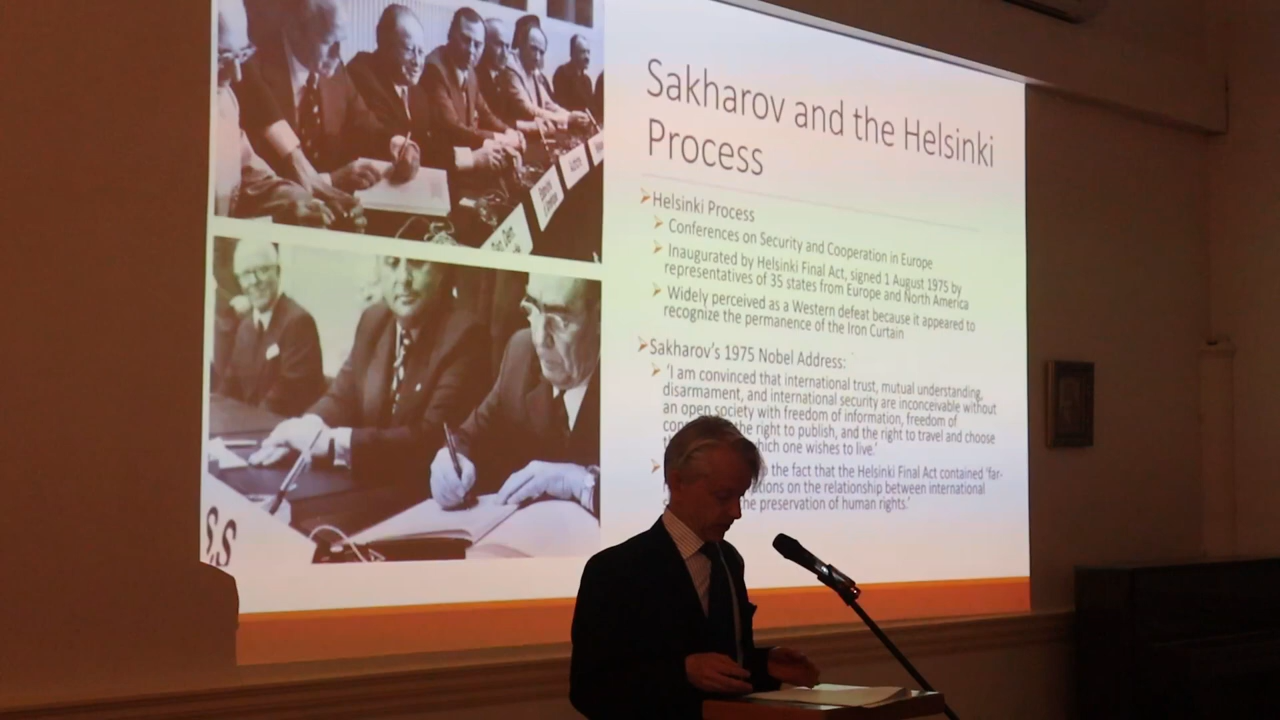 Sakharov and the Helsinki
Process
Helsinki Process
Conferences on Security and Cooperation in Europe
Inaugurated by Helsinki Final Act, signed 1 August 1975 by
representatives of 35 states from Europe and North America
Widely perceived as a Western defeat because it appeared to
recognize the permanence of the Iron Curtain
Sakharov's 1975 Nobel Address:
'I am convinced that international trust, mutual understanding,
disarmament, and international security are inconceivable without
an open society with freedom of information, freedom of
the right to publish, and the right to travel and choose
which one wishes to live.'
the fact that the Helsinki Final Act contained 'far-
on the relationship between international
the preservation of human rights.'
S.S